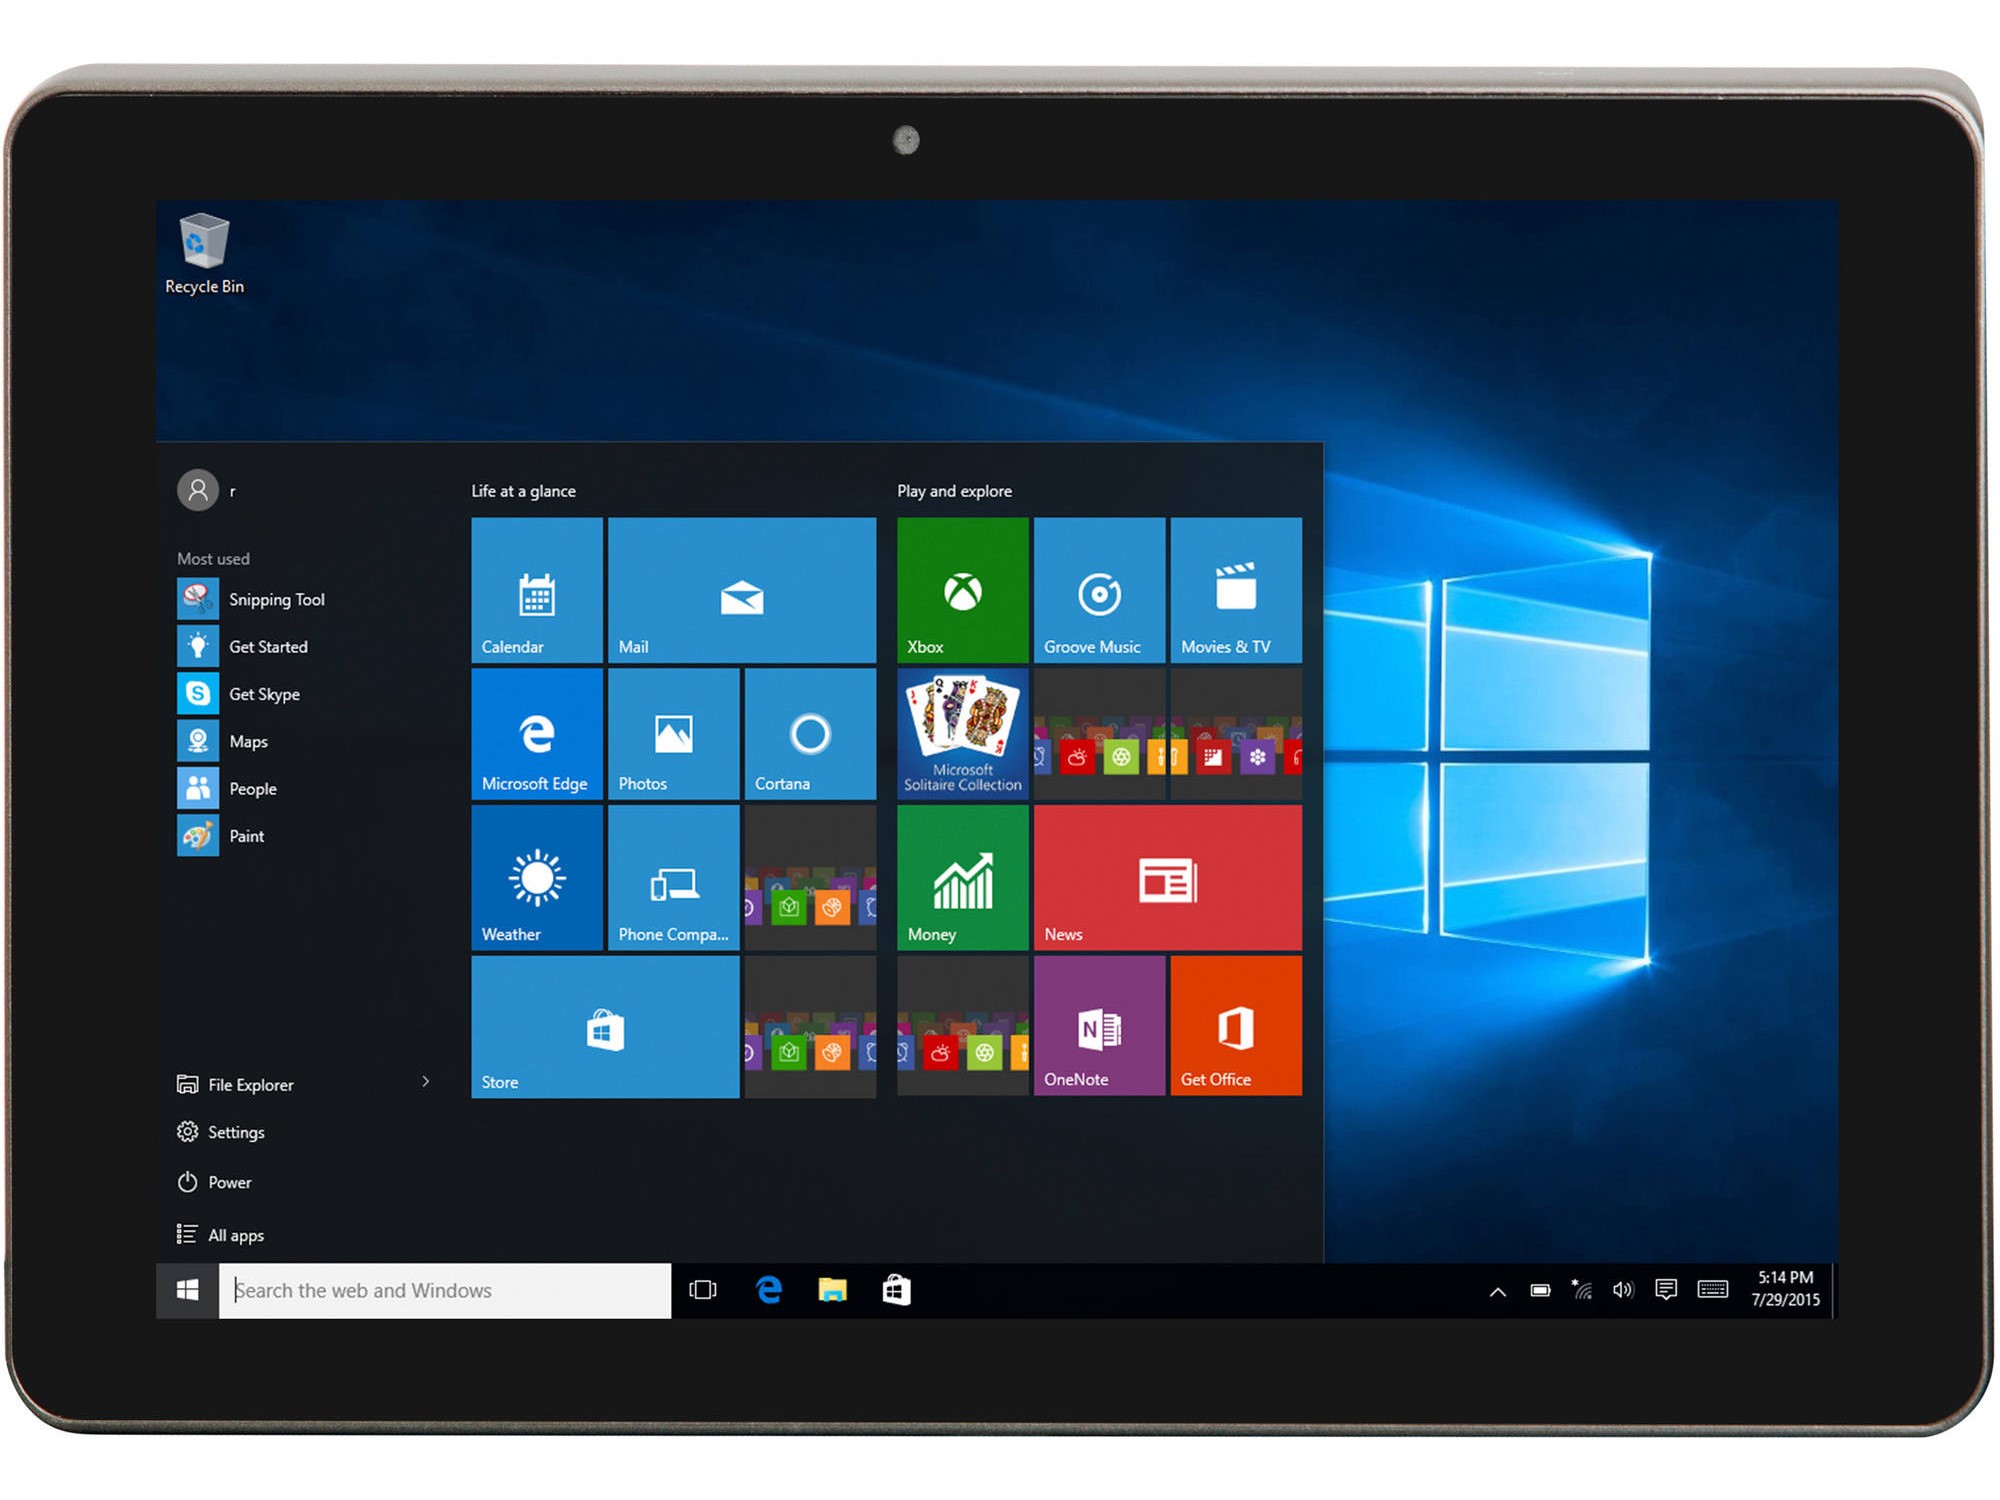 Recycle Bin
r
Most used
Snipping Tool
Get Started
Get Skype
Maps
People
Paint
File Explorer
Settings
Power
All apps
Life at a glance
Calendar
Mail
Microsoft Edge
Photos
Cortana
Weather
Phone Compa...
Store
Play and explore
Xbox
Groove Music
Movies & TV
Microsoft
Solitaire Collection
Money
News
OneNote
Get Office
Search the web and Windows
5:14 PM
7/29/2015